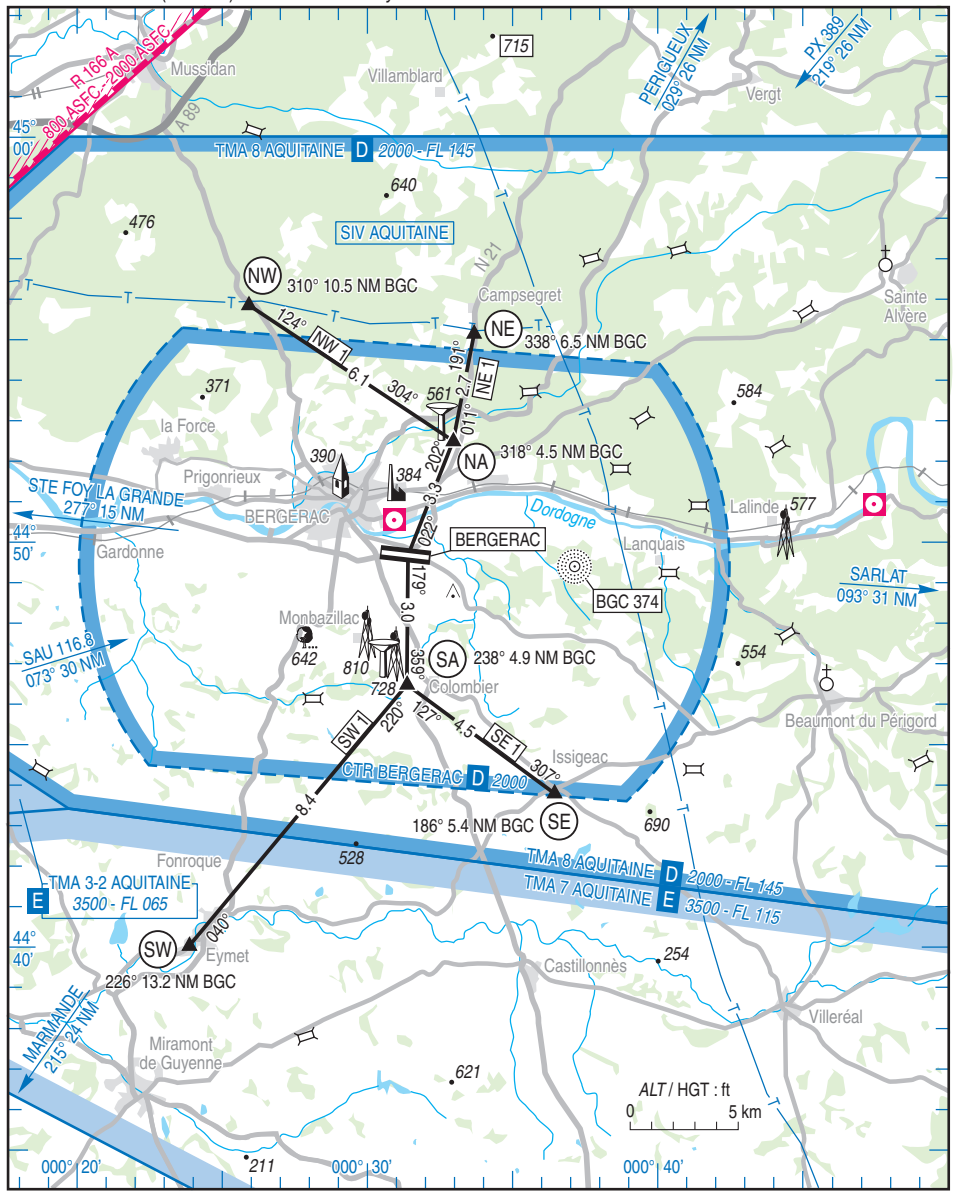 715
R 166 A
800 ASFC - 2000 ASFC
Mussidan
Villamblard
PERIGUEUX
029° 26 NM
PX 389
219° 26 NM
Vergt
A 89
45°
00'
TMA 8 AQUITAINE D 2000 - FL 145
640
476
SIV AQUITAINE
N 21
NW
310° 10.5 NM BGC
Campsegret
Sainte
Alvère
T
T
T
T
T
T
T
T
T
T
T
T
124°
NW 1
6.1
304°
NE
338° 6.5 NM BGC
191°
2.7
NE 1
011°
371
561
584
la Force
NA
318° 4.5 NM BGC
202°
3.3
022°
Prigonrieux
390
384
STE FOY LA GRANDE
277° 15 NM
BERGERAC
Dordogne
Lalinde
577
44°
50'
Gardonne
BERGERAC
Lanquais
BGC 374
SARLAT
093° 31 NM
179°
3.0
359°
Monbazillac
642
810
728
SA
238° 4.9 NM BGC
Colombier
554
SAU 116.8
073° 30 NM
Beaumont du Périgord
220°
SW1
8.4
040°
127°
4.5
SE 1
307°
Issigeac
CTR BERGERAC D 2000
186° 5.4 NM BGC
SE
690
528
Fonroque
TMA 8 AQUITAINE D 2000 - FL 145
TMA 7 AQUITAINE E 3500 - FL 115
E
TMA 3-2 AQUITAINE
3500 - FL 065
44°
40'
SW
Eymet
226° 13.2 NM BGC
254
Castillonnès
Villeréal
MARMANDE
215° 24 NM
Miramont
de Guyenne
621
ALT / HGT : ft
0 5 km
211
000° 20'
000° 30'
000° 40'